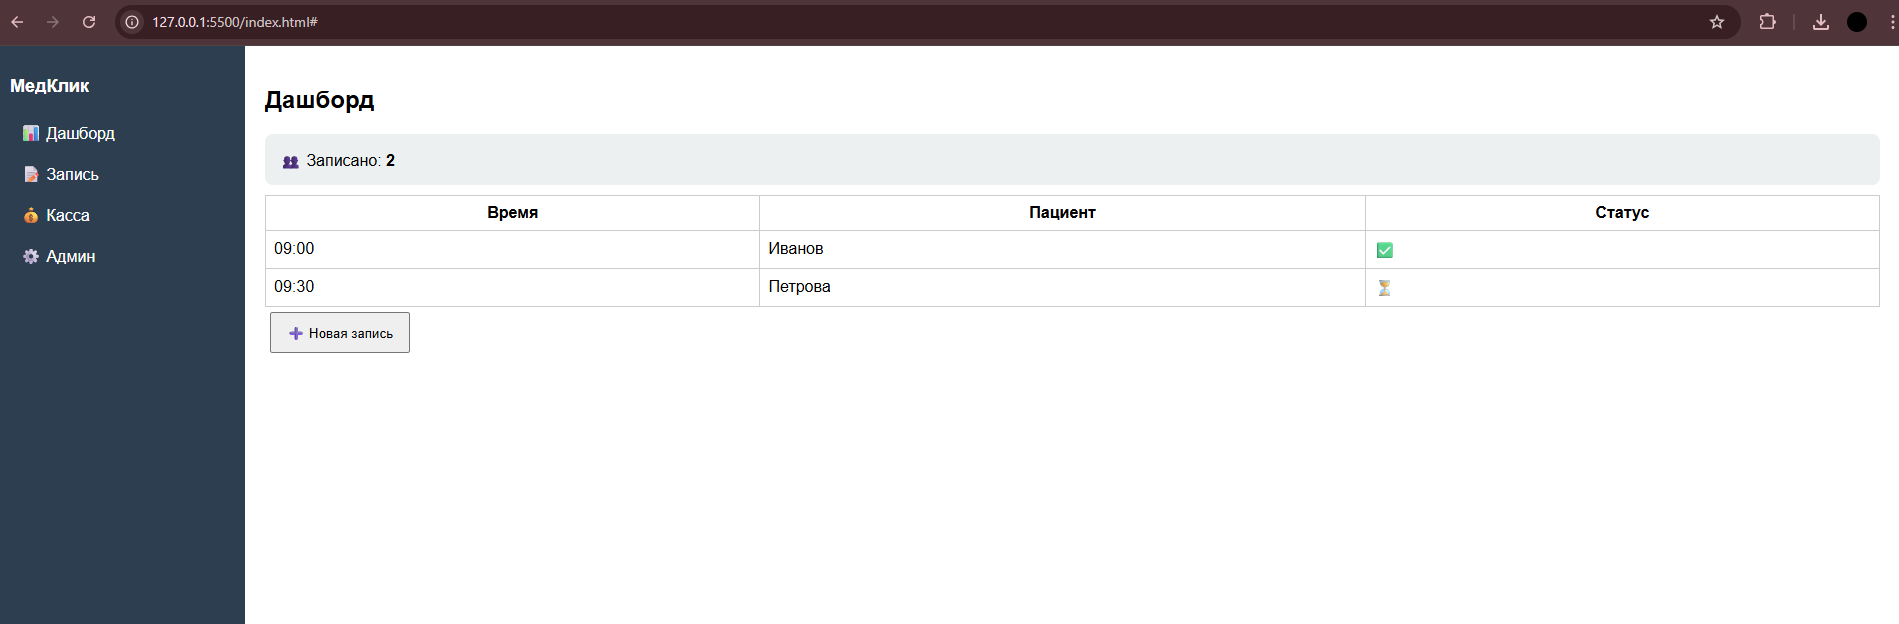 127.0.0.1:5500/index.html#
МедКлик
Дашборд
Запись
Касса
Админ
Дашборд
Записано: 2
Время Пациент Статус
09:00 Иванов ✅
09:30 Петрова ⏳
➕ Новая запись